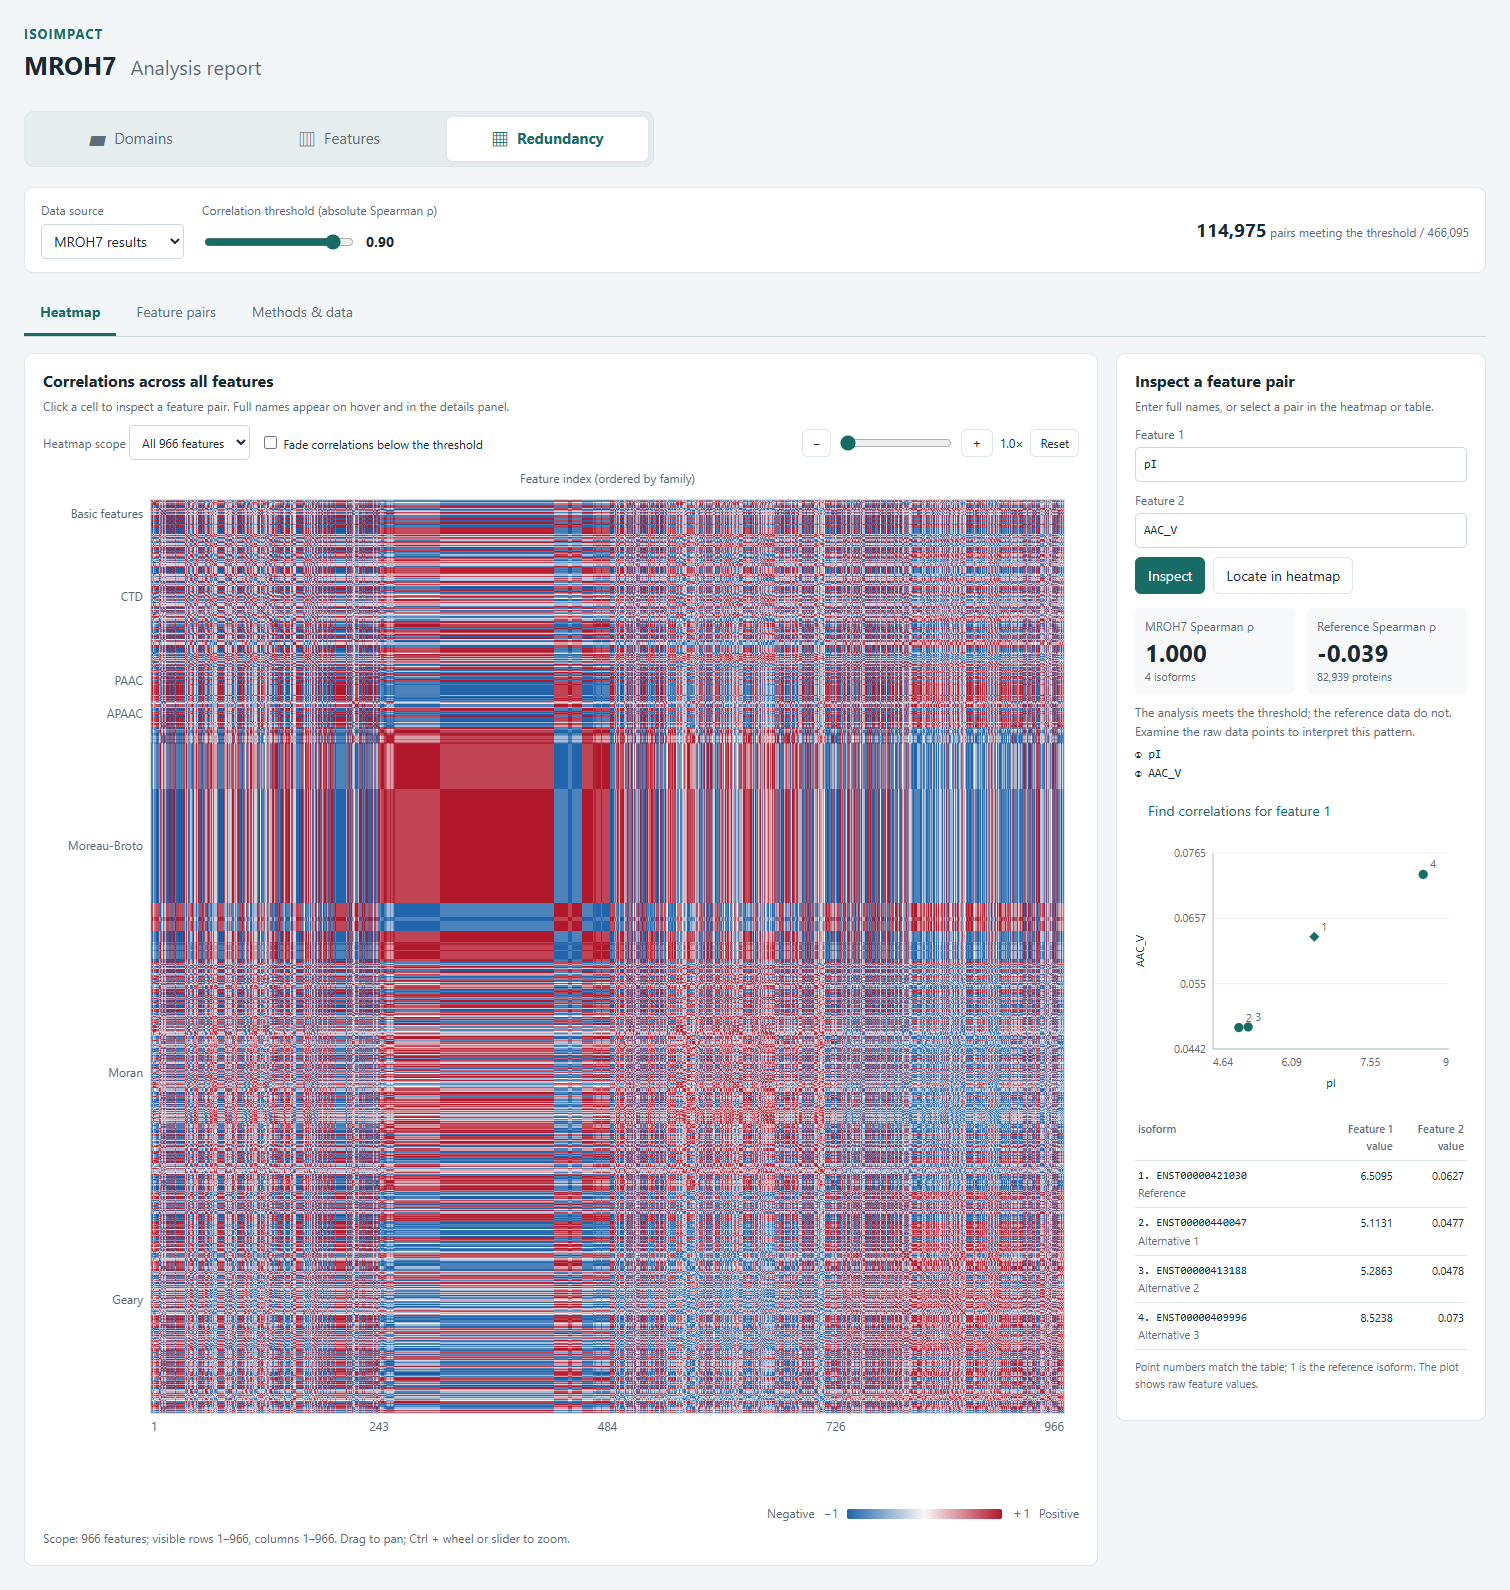 ISOIMPACT
MROH7 Analysis report
Domains Features Redundancy
Data source
MROH7 results
Correlation threshold (absolute Spearman ρ)
0.90
114,975 pairs meeting the threshold / 466,095
Heatmap Feature pairs Methods & data
Correlations across all features
Click a cell to inspect a feature pair. Full names appear on hover and in the details panel.
Heatmap scope All 966 features Fade correlations below the threshold − + 1.0× Reset
Feature index (ordered by family)
Basic features
CTD
PAAC
APAAC
Moreau-Broto
Moran
Geary
1 243 484 726 966
Negative −1 +1 Positive
Scope: 966 features; visible rows 1–966, columns 1–966. Drag to pan; Ctrl + wheel or slider to zoom.
Inspect a feature pair
Enter full names, or select a pair in the heatmap or table.
Feature 1
pI
Feature 2
AAC_V
Inspect Locate in heatmap
MROH7 Spearman ρ
1.000
4 isoforms
Reference Spearman ρ
-0.039
82,939 proteins
The analysis meets the threshold; the reference data do not.
Examine the raw data points to interpret this pattern.
① pI
② AAC_V
Find correlations for feature 1
0.0765
0.0657
0.055
0.0442
AAC_V
4
1
2 3
4.64 6.09 7.55 9
pI
isoform Feature 1 value Feature 2 value
1. ENST00000421030 6.5095 0.0627
Reference
2. ENST00000440047 5.1131 0.0477
Alternative 1
3. ENST00000413188 5.2863 0.0478
Alternative 2
4. ENST00000409996 8.5238 0.073
Alternative 3
Point numbers match the table; 1 is the reference isoform. The plot
shows raw feature values.